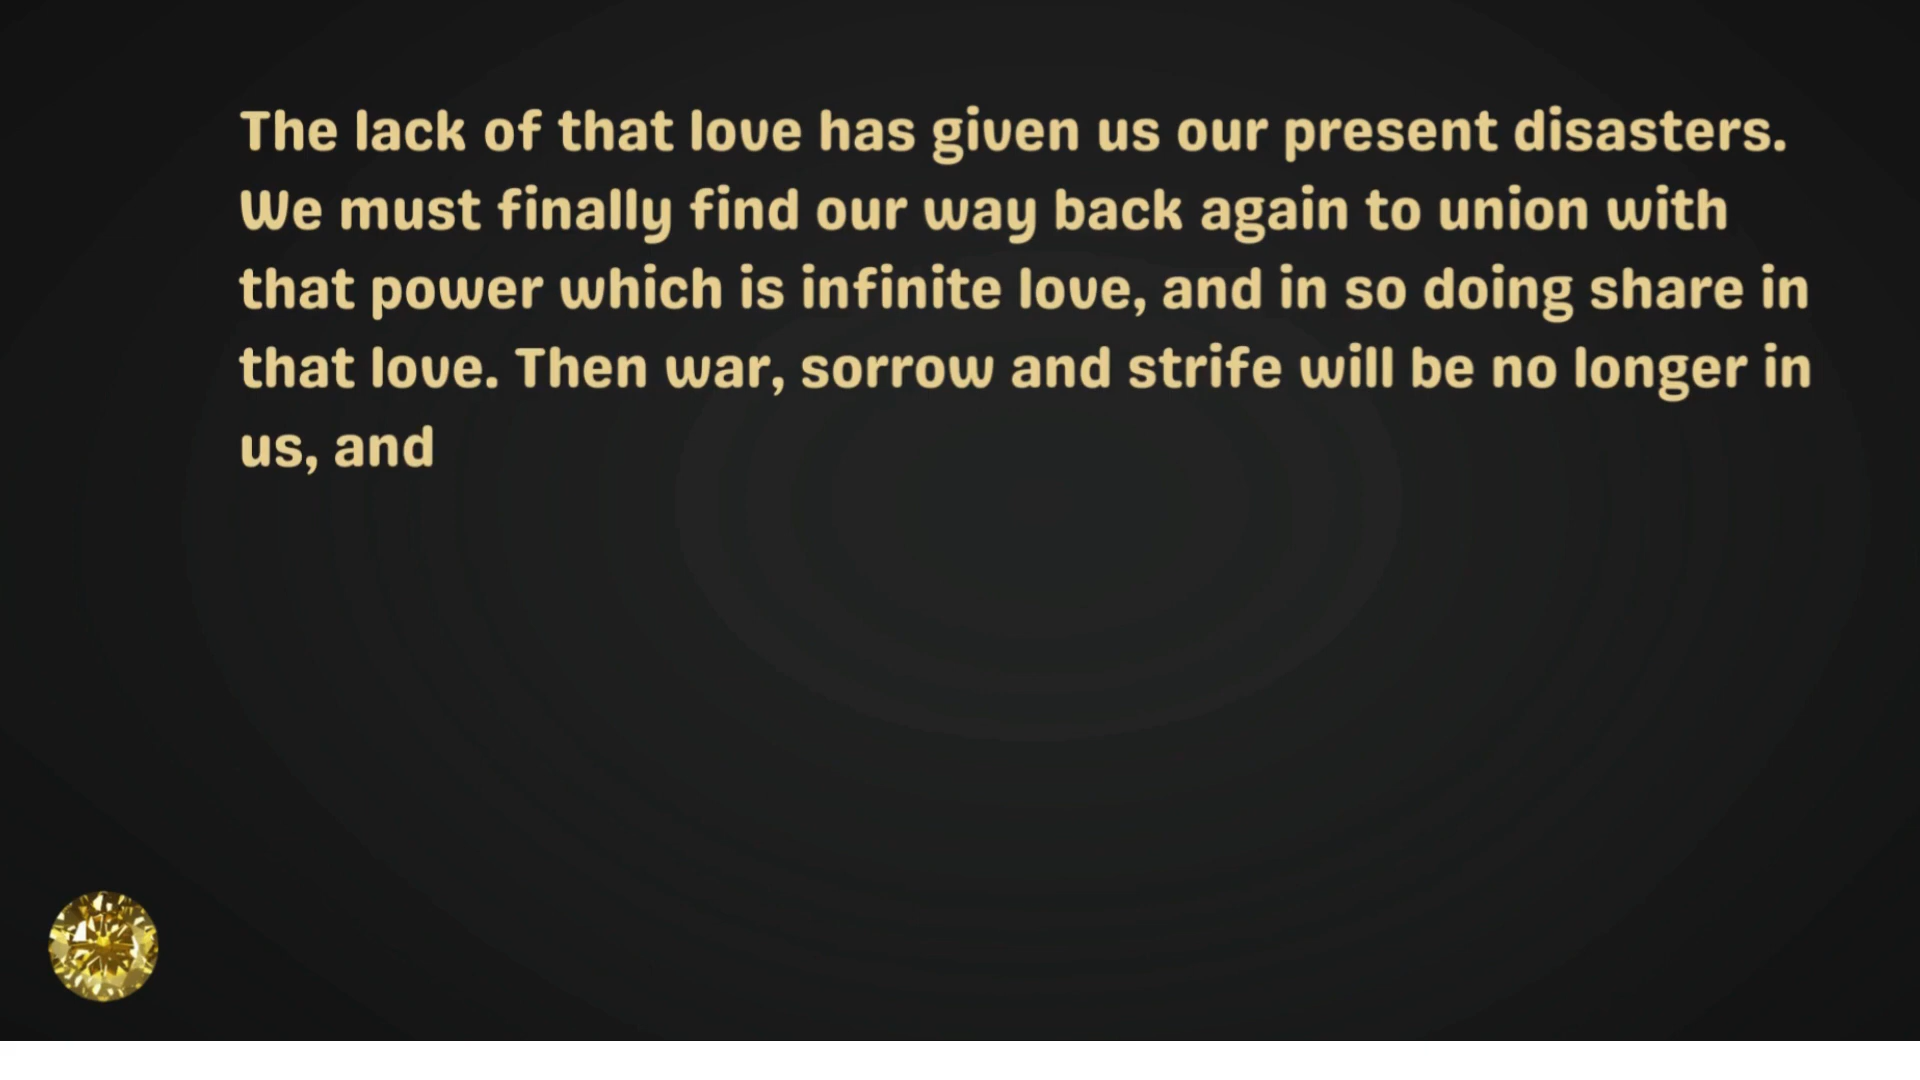 The lack of that love has given us our present disasters.
We must finally find our way back again to union with
that power which is infinite love, and in so doing share in
that love. Then war, sorrow and strife will be no longer in
us, and